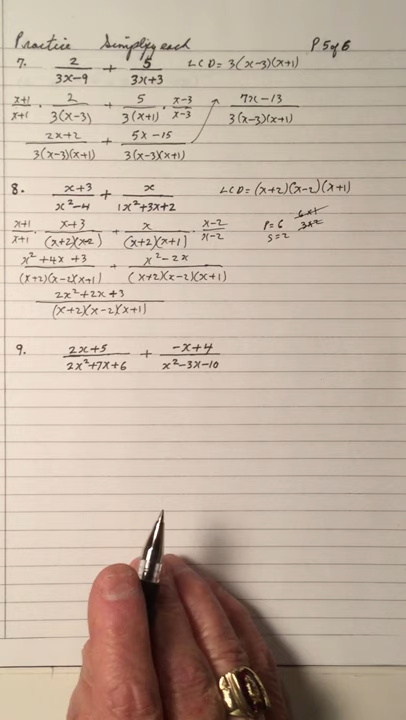 Practice Simplify each P 5 of 6
7. 2/(3x-9) + 5/(3x+3) LCD = 3(x-3)(x+1)
(x+1)/(x+1) · 2/(3(x-3)) + 5/(3(x+1)) · (x-3)/(x-3) (7x-13)/(3(x-3)(x+1))
(2x+2)/(3(x-3)(x+1)) + (5x-15)/(3(x-3)(x+1))
8. (x+3)/(x²-4) + x/(1x²+3x+2) LCD = (x+2)(x-2)(x+1)
(x+1)/(x+1) · (x+3)/((x+2)(x-2)) + x/((x+2)(x+1)) · (x-2)/(x-2) P=6 6x1
S=2 3x2
(x²+4x+3)/((x+2)(x-2)(x+1)) + (x²-2x)/((x+2)(x-2)(x+1))
(2x²+2x+3)/((x+2)(x-2)(x+1))
9. (2x+5)/(2x²+7x+6) + (-x+4)/(x²-3x-10)